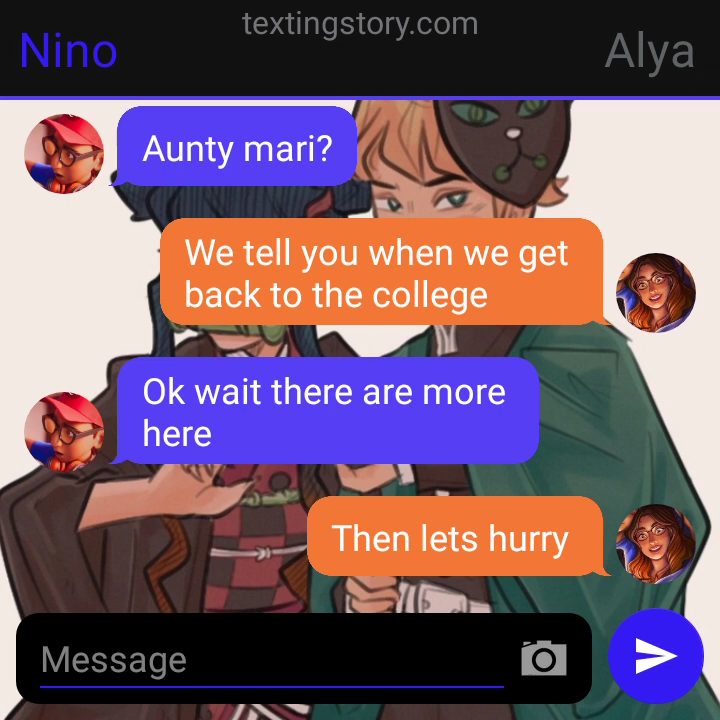 textingstory.com
Nino
Alya
Aunty mari?
We tell you when we get
back to the college
Ok wait there are more
here
Then lets hurry
Message